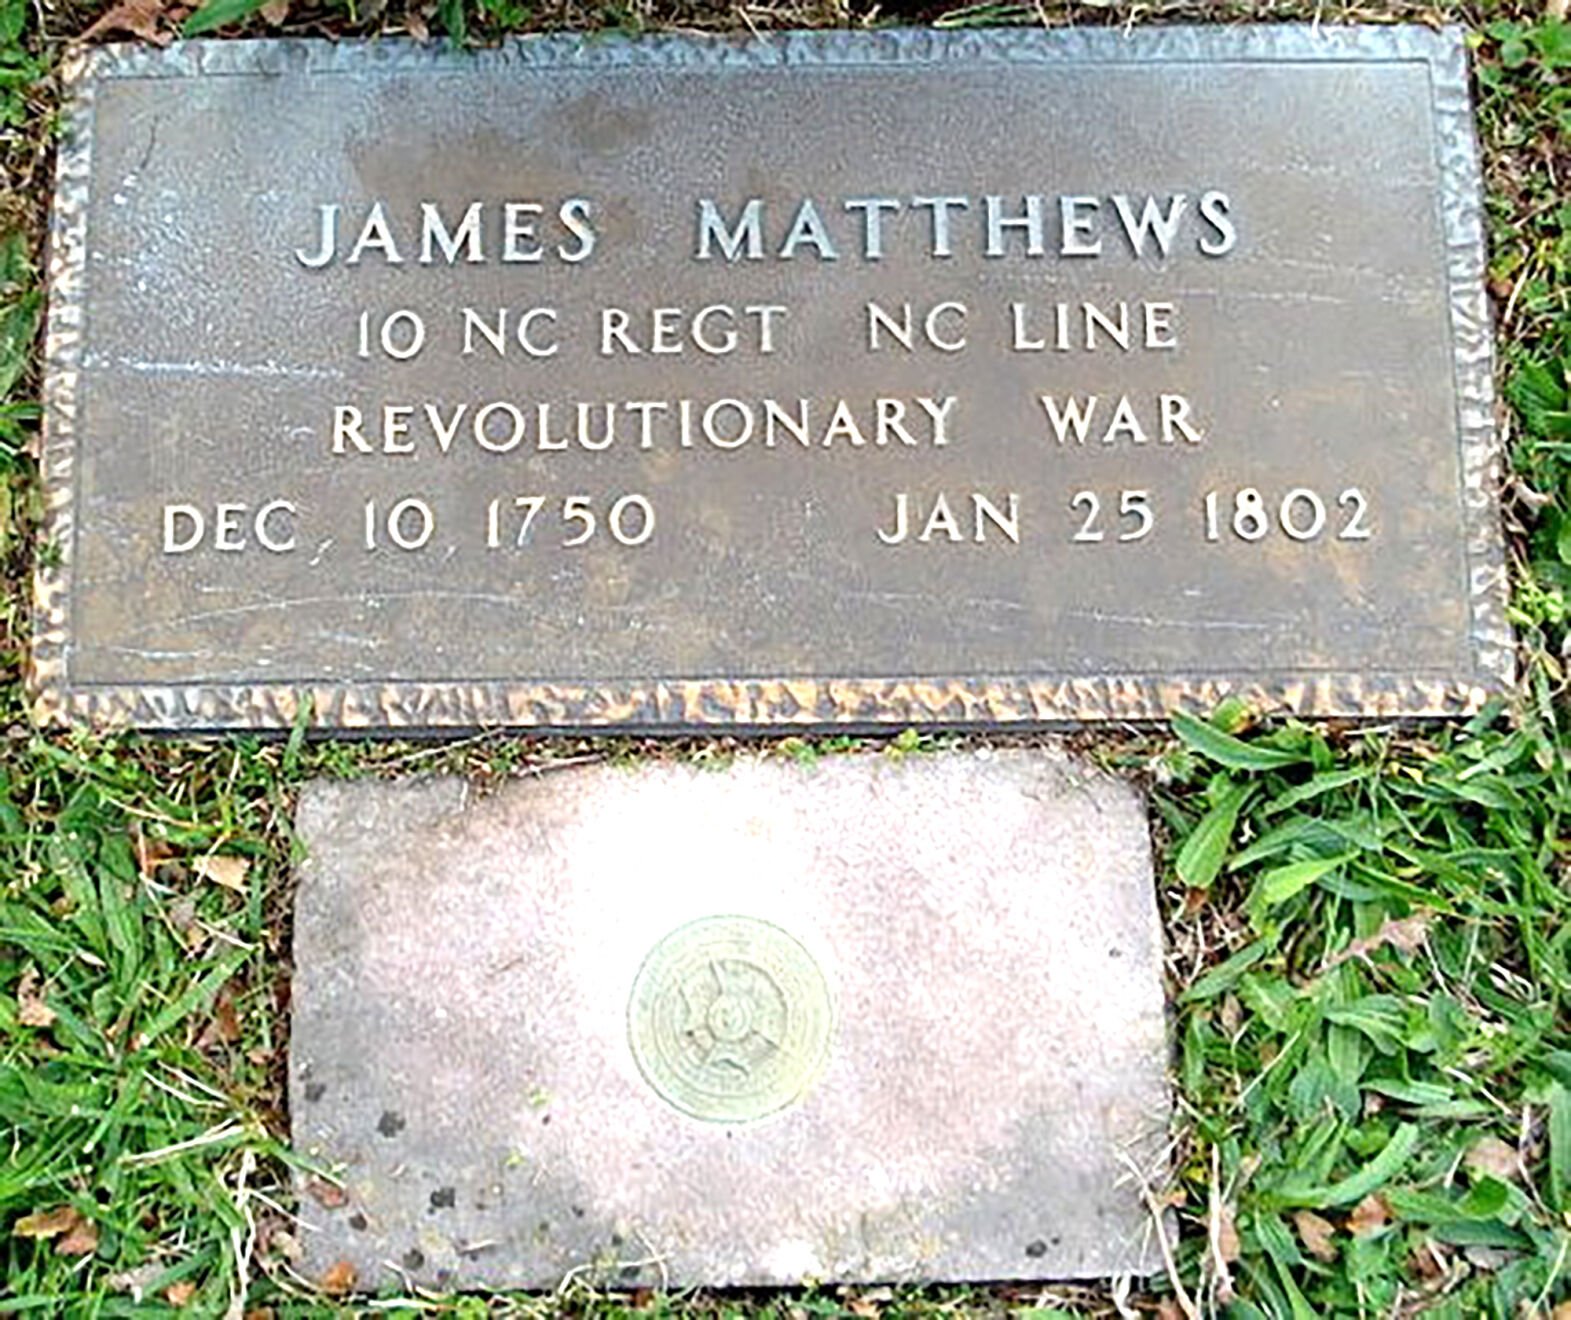 JAMES MATTHEWS
10 NC REGT NC LINE
REVOLUTIONARY WAR
DEC, 10, 1750 JAN 25 1802